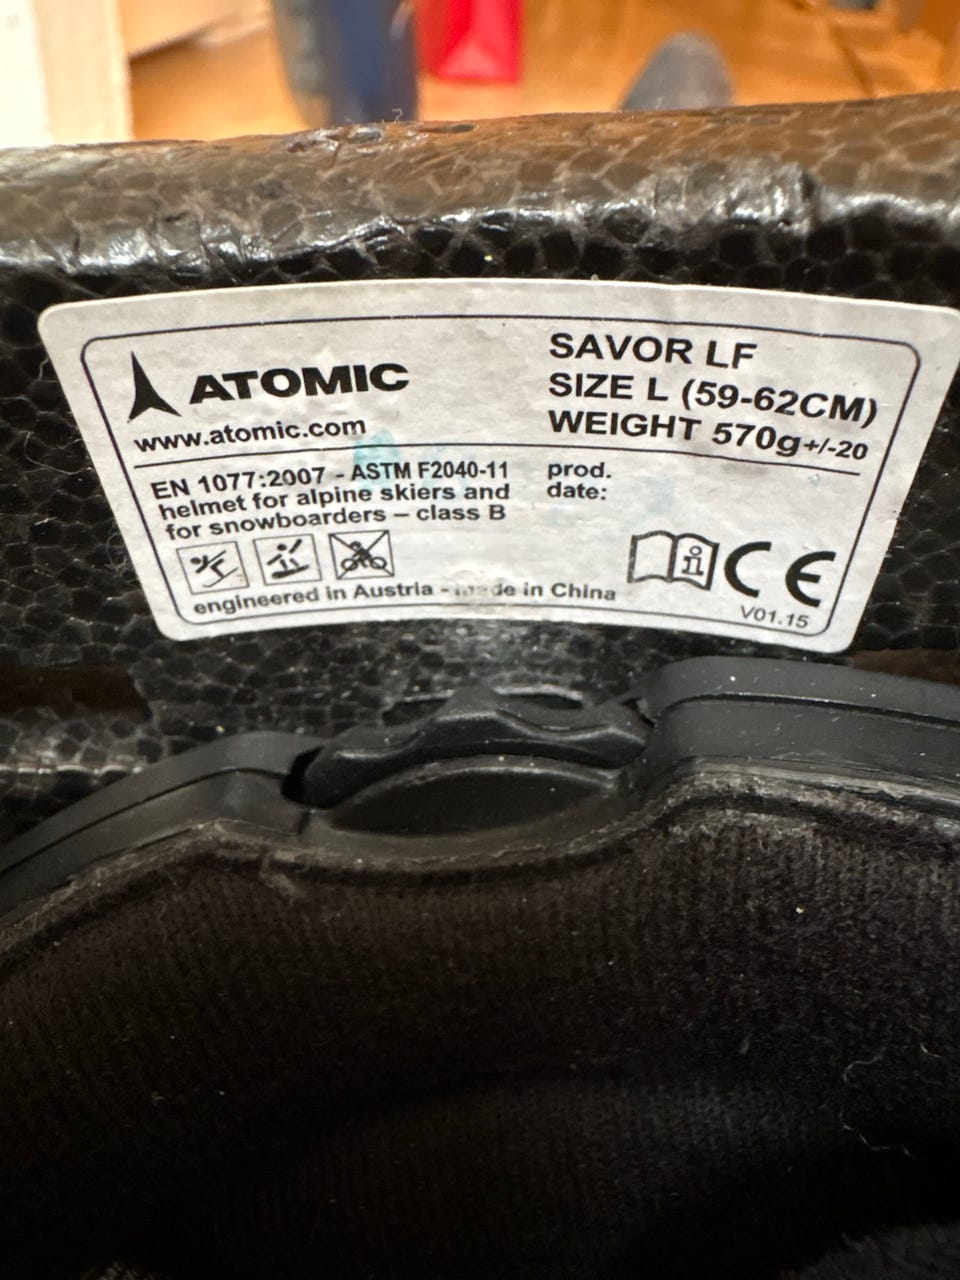 ATOMIC
www.atomic.com
SAVOR LF
SIZE L (59-62CM)
WEIGHT 570g+/-20
EN 1077:2007 - ASTM F2040-11
helmet for alpine skiers and
for snowboarders – class B
prod.
date:
i CE
engineered in Austria - made in China
V01.15